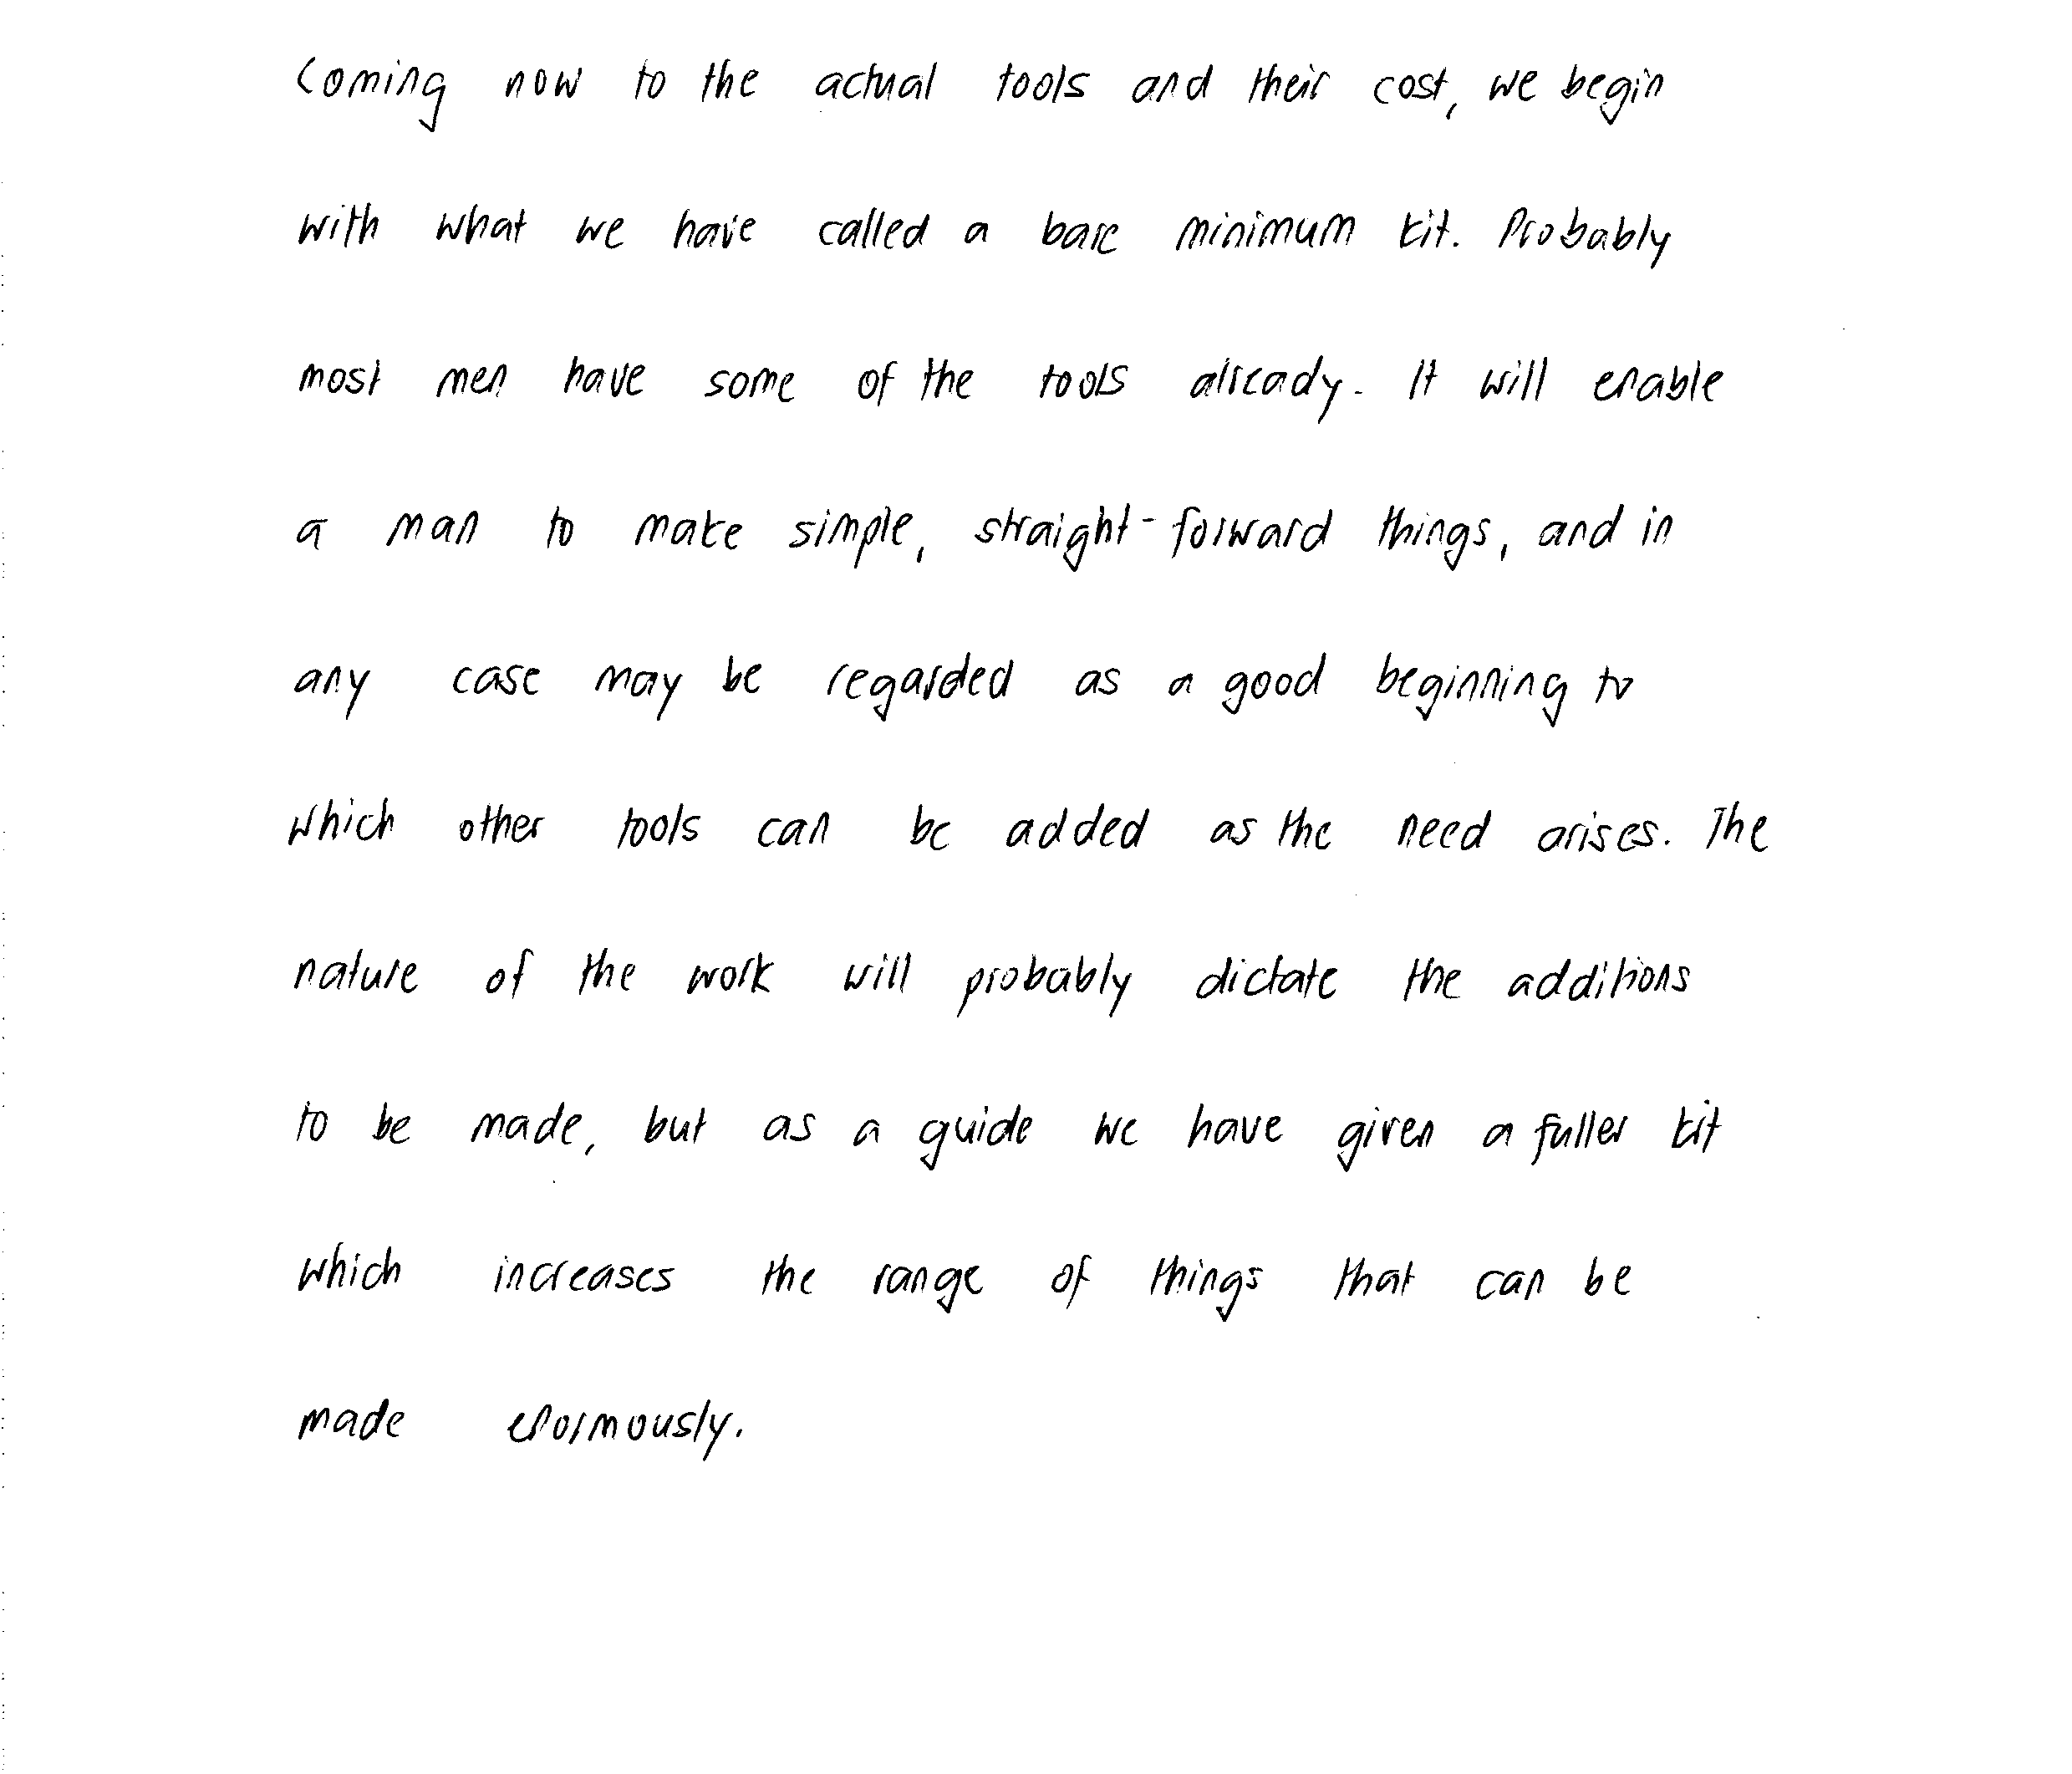 Coming now to the actual tools and their cost, we begin
with what we have called a bare minimum kit. Probably
most men have some of the tools already. It will enable
a man to make simple, straight-forward things, and in
any case may be regarded as a good beginning to
which other tools can be added as the need arises. The
nature of the work will probably dictate the additions
to be made, but as a guide we have given a fuller kit
which increases the range of things that can be
made enormously.